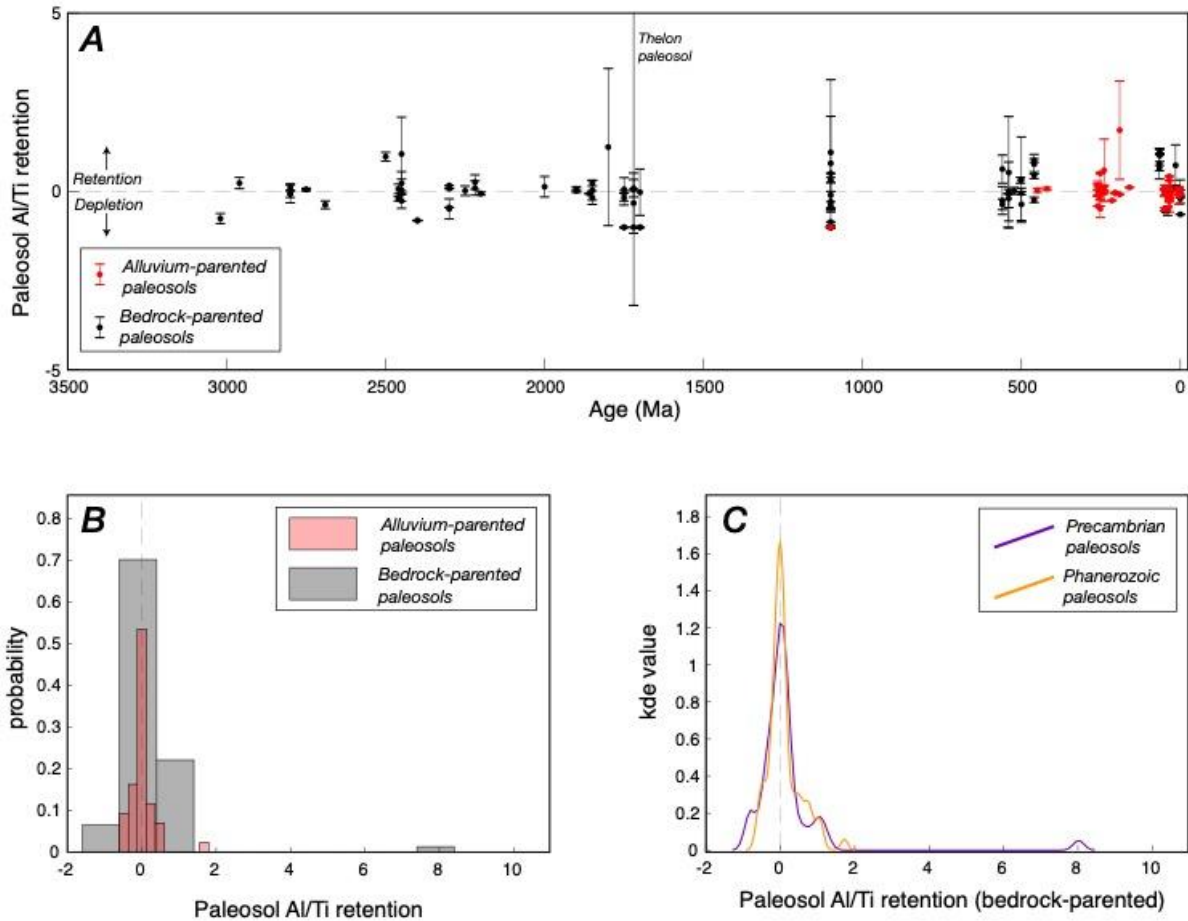 A
5
0
-5
Paleosol Al/Ti retention
Retention
Depletion
Thelon
paleosol
Alluvium-parented
paleosols
Bedrock-parented
paleosols
3500 3000 2500 2000 1500 1000 500 0
Age (Ma)
B
0.8
0.7
0.6
0.5
0.4
0.3
0.2
0.1
0
probability
Alluvium-parented
paleosols
Bedrock-parented
paleosols
-2 0 2 4 6 8 10
Paleosol Al/Ti retention
C
1.8
1.6
1.4
1.2
1.0
0.8
0.6
0.4
0.2
0
kde value
Precambrian
paleosols
Phanerozoic
paleosols
-2 0 2 4 6 8 10
Paleosol Al/Ti retention (bedrock-parented)